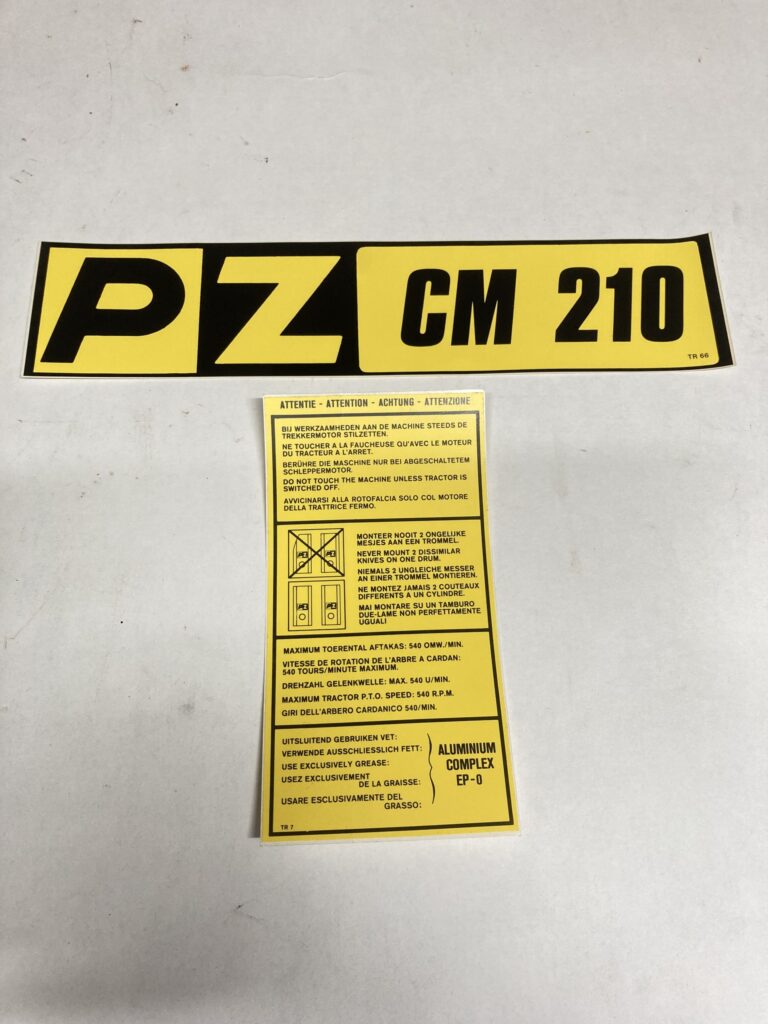 PZ CM 210
TR 66
ATTENTIE - ATTENTION - ACHTUNG - ATTENZIONE
BIJ WERKZAAMHEDEN AAN DE MACHINE STEEDS DE
TREKKERMOTOR STILZETTEN.
NE TOUCHER A LA FAUCHEUSE QU'AVEC LE MOTEUR
DU TRACTEUR A L'ARRET.
BERÜHRE DIE MASCHINE NUR BEI ABGESCHALTETEM
SCHLEPPERMOTOR.
DO NOT TOUCH THE MACHINE UNLESS TRACTOR IS
SWITCHED OFF.
AVVICINARSI ALLA ROTOFALCIA SOLO COL MOTORE
DELLA TRATTRICE FERMO.
PZ PZ
PZ PZ
MONTEER NOOIT 2 ONGELIJKE
MESJES AAN EEN TROMMEL.
NEVER MOUNT 2 DISSIMILAR
KNIVES ON ONE DRUM.
NIEMALS 2 UNGLEICHE MESSER
AN EINER TROMMEL MONTIEREN.
NE MONTEZ JAMAIS 2 COUTEAUX
DIFFERENTS A UN CYLINDRE.
MAI MONTARE SU UN TAMBURO
DUE-LAME NON PERFETTAMENTE
UGUALI
MAXIMUM TOERENTAL AFTAKAS: 540 OMW./MIN.
VITESSE DE ROTATION DE L'ARBRE A CARDAN:
540 TOURS/MINUTE MAXIMUM.
DREHZAHL GELENKWELLE: MAX. 540 U/MIN.
MAXIMUM TRACTOR P.T.O. SPEED: 540 R.P.M.
GIRI DELL'ARBERO CARDANICO 540/MIN.
UITSLUITEND GEBRUIKEN VET:
VERWENDE AUSSCHLIESSLICH FETT:
USE EXCLUSIVELY GREASE:
USEZ EXCLUSIVEMENT
DE LA GRAISSE:
USARE ESCLUSIVAMENTE DEL
GRASSO:
ALUMINIUM
COMPLEX
EP-0
TR 7